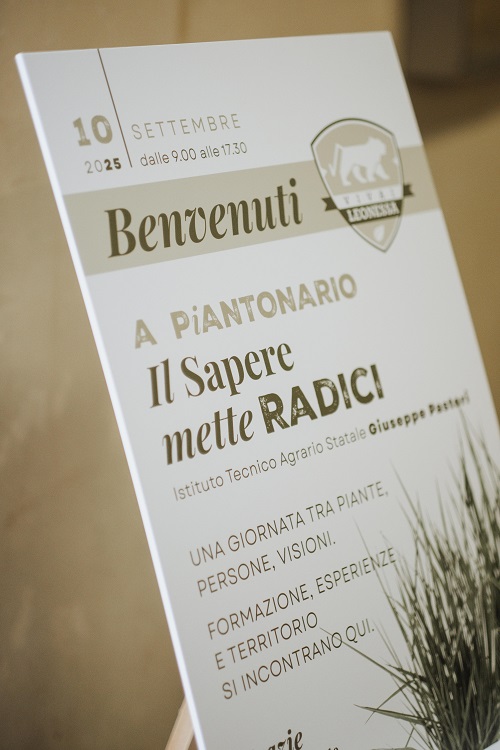 10
2025
SETTEMBRE
dalle 9.00 alle 17.30
Benvenuti
VIVAI
LEONESSA
A PiANTONARIO
Il Sapere
mette RADICI
Istituto Tecnico Agrario Statale Giuseppe Pastori
UNA GIORNATA TRA PIANTE,
PERSONE, VISIONI.
FORMAZIONE, ESPERIENZE
E TERRITORIO
SI INCONTRANO QUI.